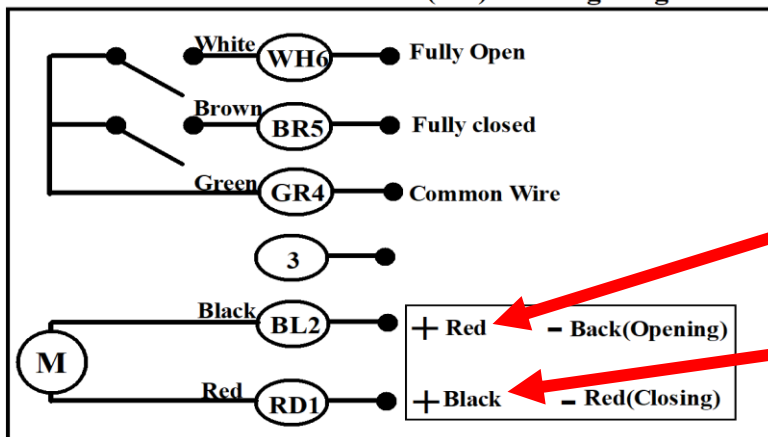 White WH6 Fully Open
Brown BR5 Fully closed
Green GR4 Common Wire
3
Black BL2 + Red - Back(Opening)
M
Red RD1 +Black - Red(Closing)